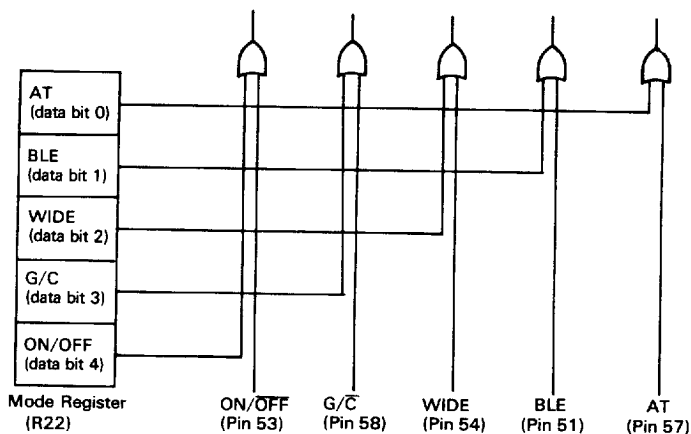 AT
(data bit 0)
BLE
(data bit 1)
WIDE
(data bit 2)
G/C
(data bit 3)
ON/OFF
(data bit 4)
Mode Register
(R22)
ON/O̅F̅F̅
(Pin 53)
G/C̅
(Pin 58)
WIDE
(Pin 54)
BLE
(Pin 51)
AT
(Pin 57)